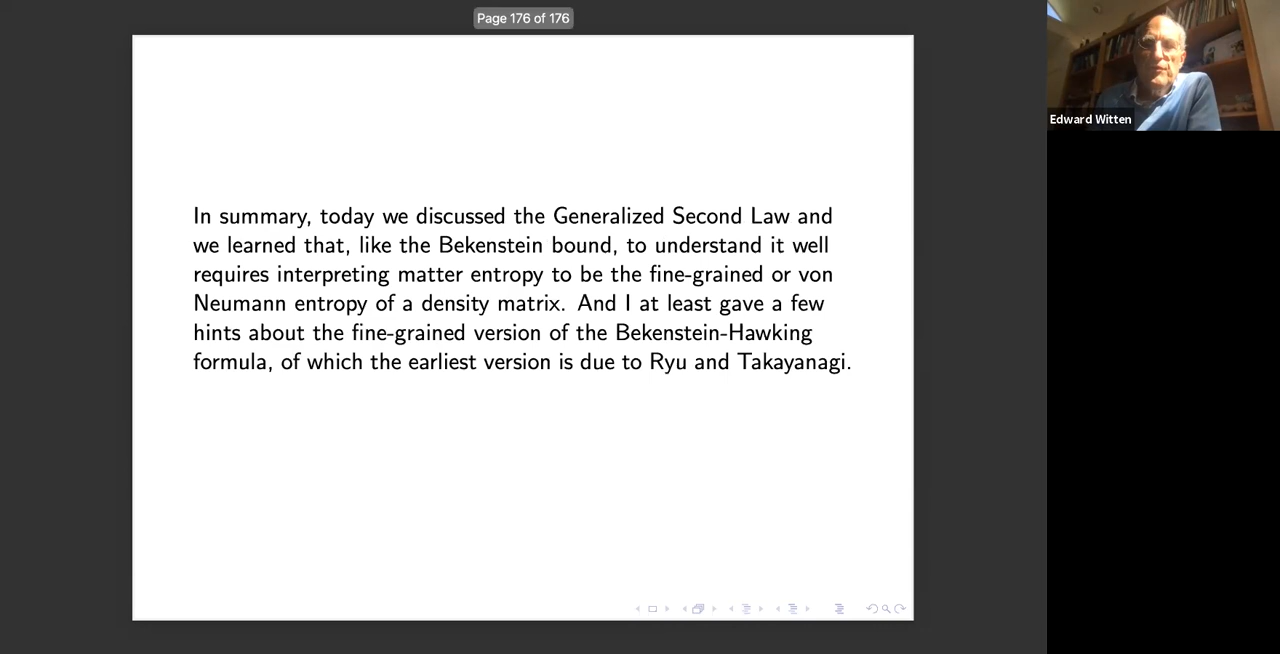 Page 176 of 176
In summary, today we discussed the Generalized Second Law and
we learned that, like the Bekenstein bound, to understand it well
requires interpreting matter entropy to be the fine-grained or von
Neumann entropy of a density matrix. And I at least gave a few
hints about the fine-grained version of the Bekenstein-Hawking
formula, of which the earliest version is due to Ryu and Takayanagi.
Edward Witten